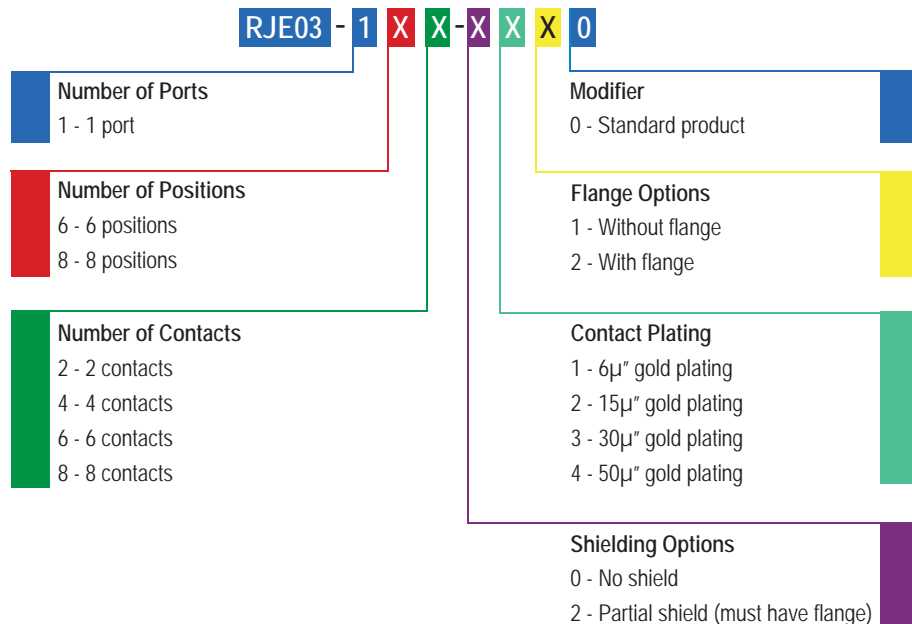 RJE03 - 1 X X - X X X 0
Number of Ports
1 - 1 port
Number of Positions
6 - 6 positions
8 - 8 positions
Number of Contacts
2 - 2 contacts
4 - 4 contacts
6 - 6 contacts
8 - 8 contacts
Modifier
0 - Standard product
Flange Options
1 - Without flange
2 - With flange
Contact Plating
1 - 6µ″ gold plating
2 - 15µ″ gold plating
3 - 30µ″ gold plating
4 - 50µ″ gold plating
Shielding Options
0 - No shield
2 - Partial shield (must have flange)